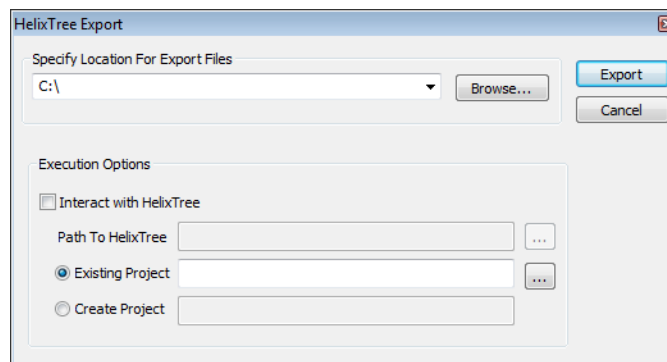 HelixTree Export
Specify Location For Export Files
C:\
Browse...
Export
Cancel
Execution Options
Interact with HelixTree
Path To HelixTree
...
Existing Project
...
Create Project